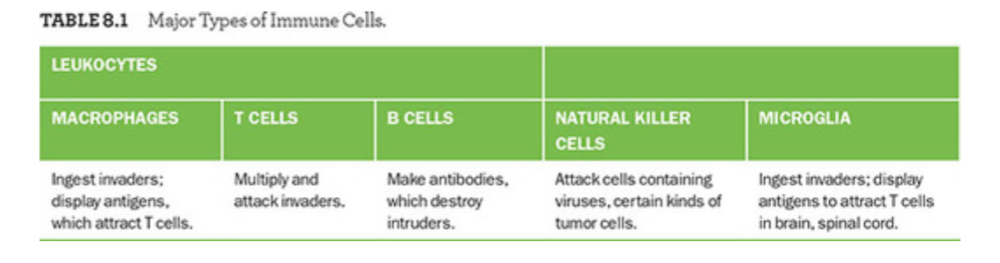 TABLE 8.1 Major Types of Immune Cells.
LEUKOCYTES
MACROPHAGES
T CELLS
B CELLS
NATURAL KILLER
CELLS
MICROGLIA
Ingest invaders;
display antigens,
which attract T cells.
Multiply and
attack invaders.
Make antibodies,
which destroy
intruders.
Attack cells containing
viruses, certain kinds of
tumor cells.
Ingest invaders; display
antigens to attract T cells
in brain, spinal cord.